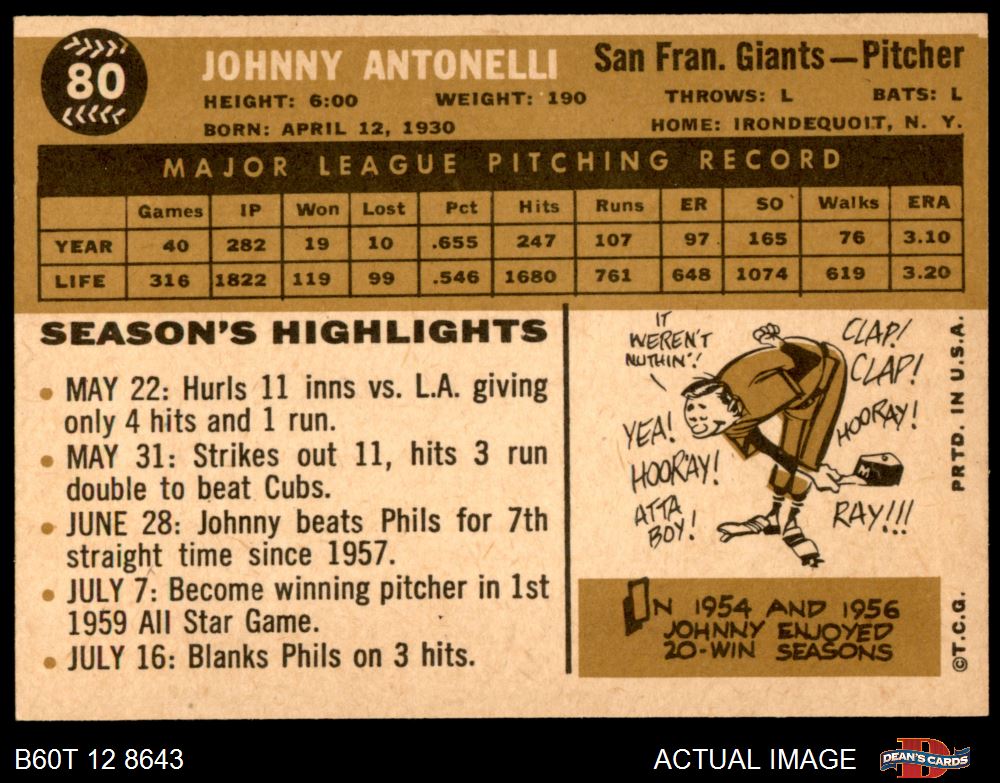 80
JOHNNY ANTONELLI
San Fran. Giants—Pitcher
HEIGHT: 6:00 WEIGHT: 190 THROWS: L BATS: L
BORN: APRIL 12, 1930 HOME: IRONDEQUOIT, N. Y.
MAJOR LEAGUE PITCHING RECORD
Games IP Won Lost Pct Hits Runs ER SO Walks ERA
YEAR 40 282 19 10 .655 247 107 97 165 76 3.10
LIFE 316 1822 119 99 .546 1680 761 648 1074 619 3.20
SEASON'S HIGHLIGHTS
• MAY 22: Hurls 11 inns vs. L.A. giving
only 4 hits and 1 run.
• MAY 31: Strikes out 11, hits 3 run
double to beat Cubs.
• JUNE 28: Johnny beats Phils for 7th
straight time since 1957.
• JULY 7: Become winning pitcher in 1st
1959 All Star Game.
• JULY 16: Blanks Phils on 3 hits.
IT
WEREN'T
NUTHIN'!
CLAP!
CLAP!
YEA!
HOORAY!
HOORAY!
ATTA
BOY!
RAY!!!
IN 1954 AND 1956
JOHNNY ENJOYED
20-WIN SEASONS
©T.C.G. PRTD. IN U.S.A.
B60T 12 8643
ACTUAL IMAGE
DEAN'S CARDS